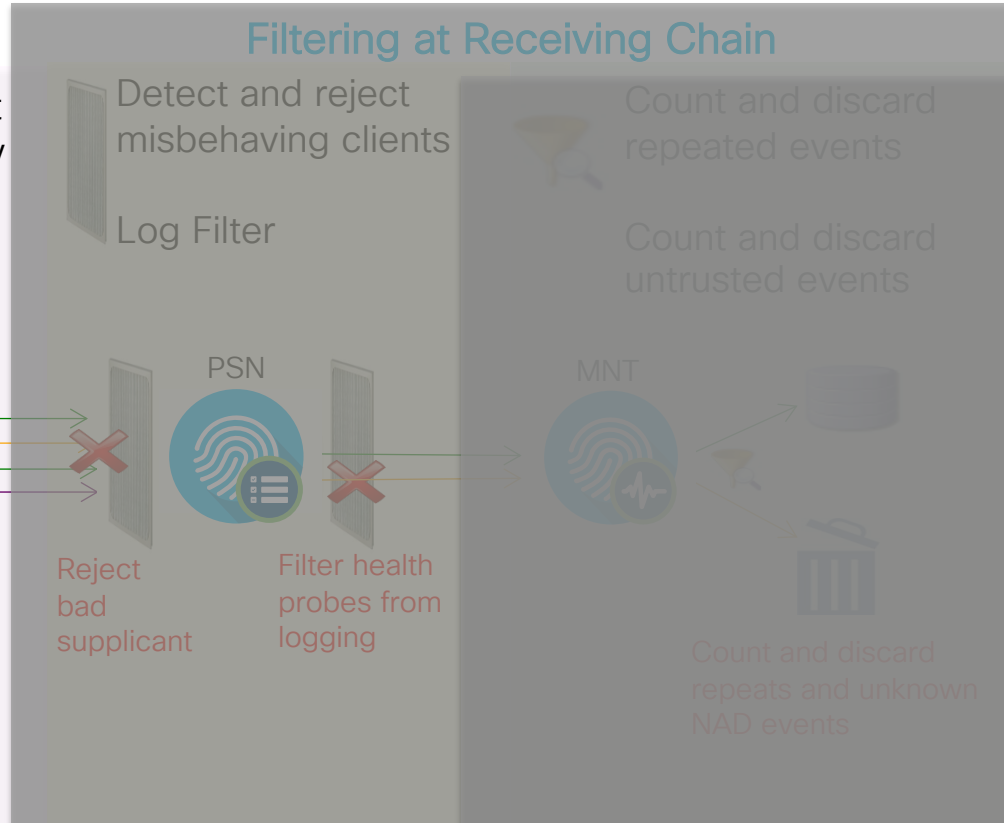 Filtering at Receiving Chain
Detect and reject
misbehaving clients
Log Filter
Count and discard
repeated events
Count and discard
untrusted events
PSN
MNT
Reject
bad
supplicant
Filter health
probes from
logging
Count and discard
repeats and unknown
NAD events